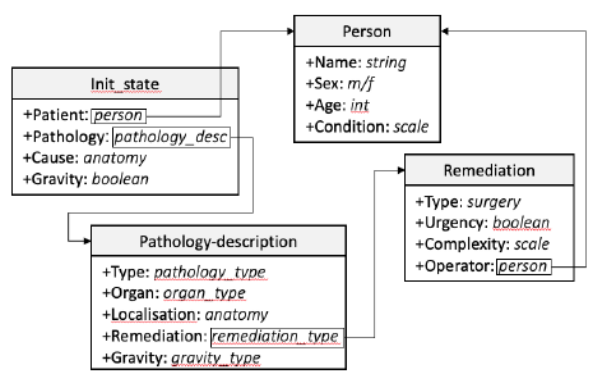 Person
+Name: string
+Sex: m/f
+Age: int
+Condition: scale
Init_state
+Patient: person
+Pathology: pathology_desc
+Cause: anatomy
+Gravity: boolean
Remediation
+Type: surgery
+Urgency: boolean
+Complexity: scale
+Operator: person
Pathology-description
+Type: pathology_type
+Organ: organ_type
+Localisation: anatomy
+Remediation: remediation_type
+Gravity: gravity_type